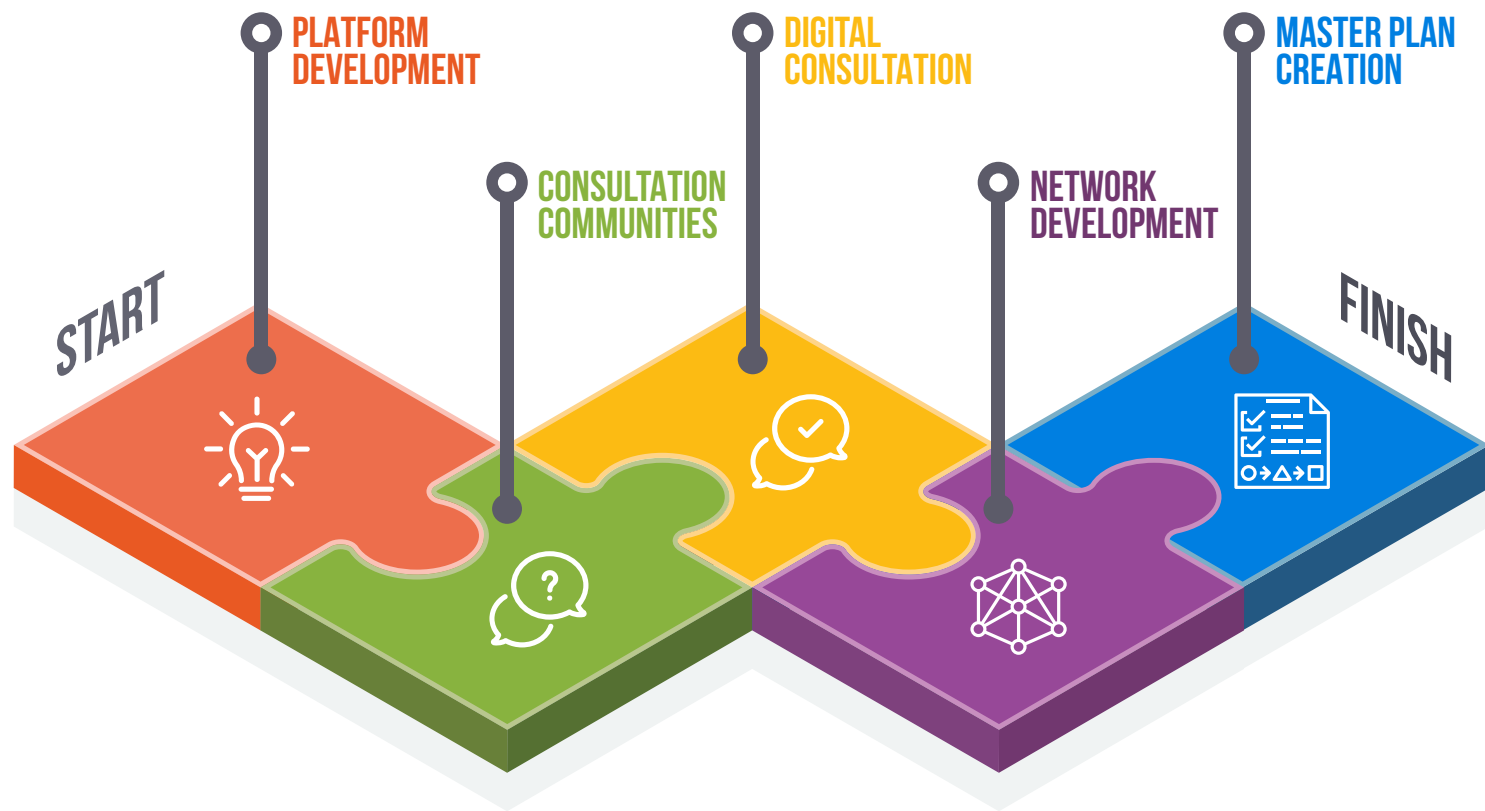 PLATFORM
DEVELOPMENT
DIGITAL
CONSULTATION
MASTER PLAN
CREATION
CONSULTATION
COMMUNITIES
NETWORK
DEVELOPMENT
START
FINISH
?